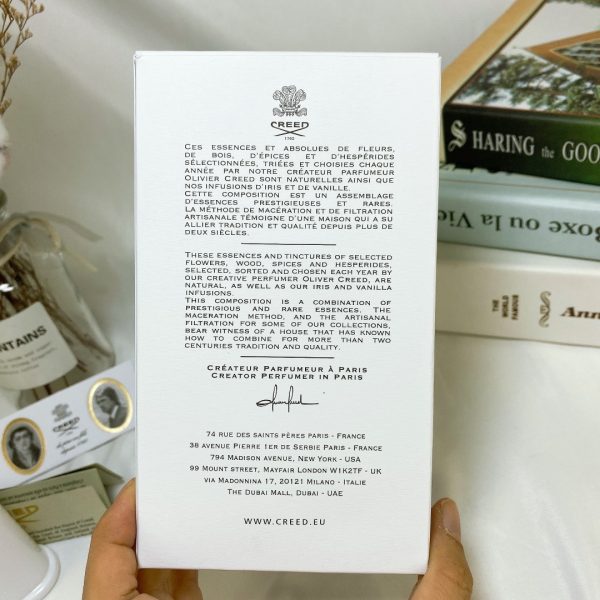 CREED
1760
Ces essences et absolues de fleurs,
de bois, d'épices et d'hespérides
sélectionnées, triées et choisies chaque
année par notre créateur parfumeur
Olivier Creed sont naturelles ainsi que
nos infusions d'iris et de vanille.
Cette composition est un assemblage
d'essences prestigieuses et rares.
La méthode de macération et de filtration
artisanale témoigne d'une maison qui a su
allier tradition et qualité depuis plus de
deux siècles.
These essences and tinctures of selected
flowers, wood, spices and hesperides,
selected, sorted and chosen each year by
our creative perfumer Oliver Creed, are
natural, as well as our iris and vanilla
infusions.
This composition is a combination of
prestigious and rare essences. The
maceration method, and the artisanal
filtration for some of our collections,
bear witness of a house that has known
how to combine for more than two
centuries tradition and quality.
Créateur Parfumeur à Paris
Creator Perfumer in Paris
74 rue des Saints Pères Paris - France
38 avenue Pierre 1er de Serbie Paris - France
794 Madison avenue, New York - USA
99 Mount street, Mayfair London W1K2TF - UK
via Madonnina 17, 20121 Milano - Italie
The Dubai Mall, Dubai - UAE
www.creed.eu
SHARING the GOO
Boxe ou la Vie
THE WORLD FAMOUS
Ann
NTAINS
CREED